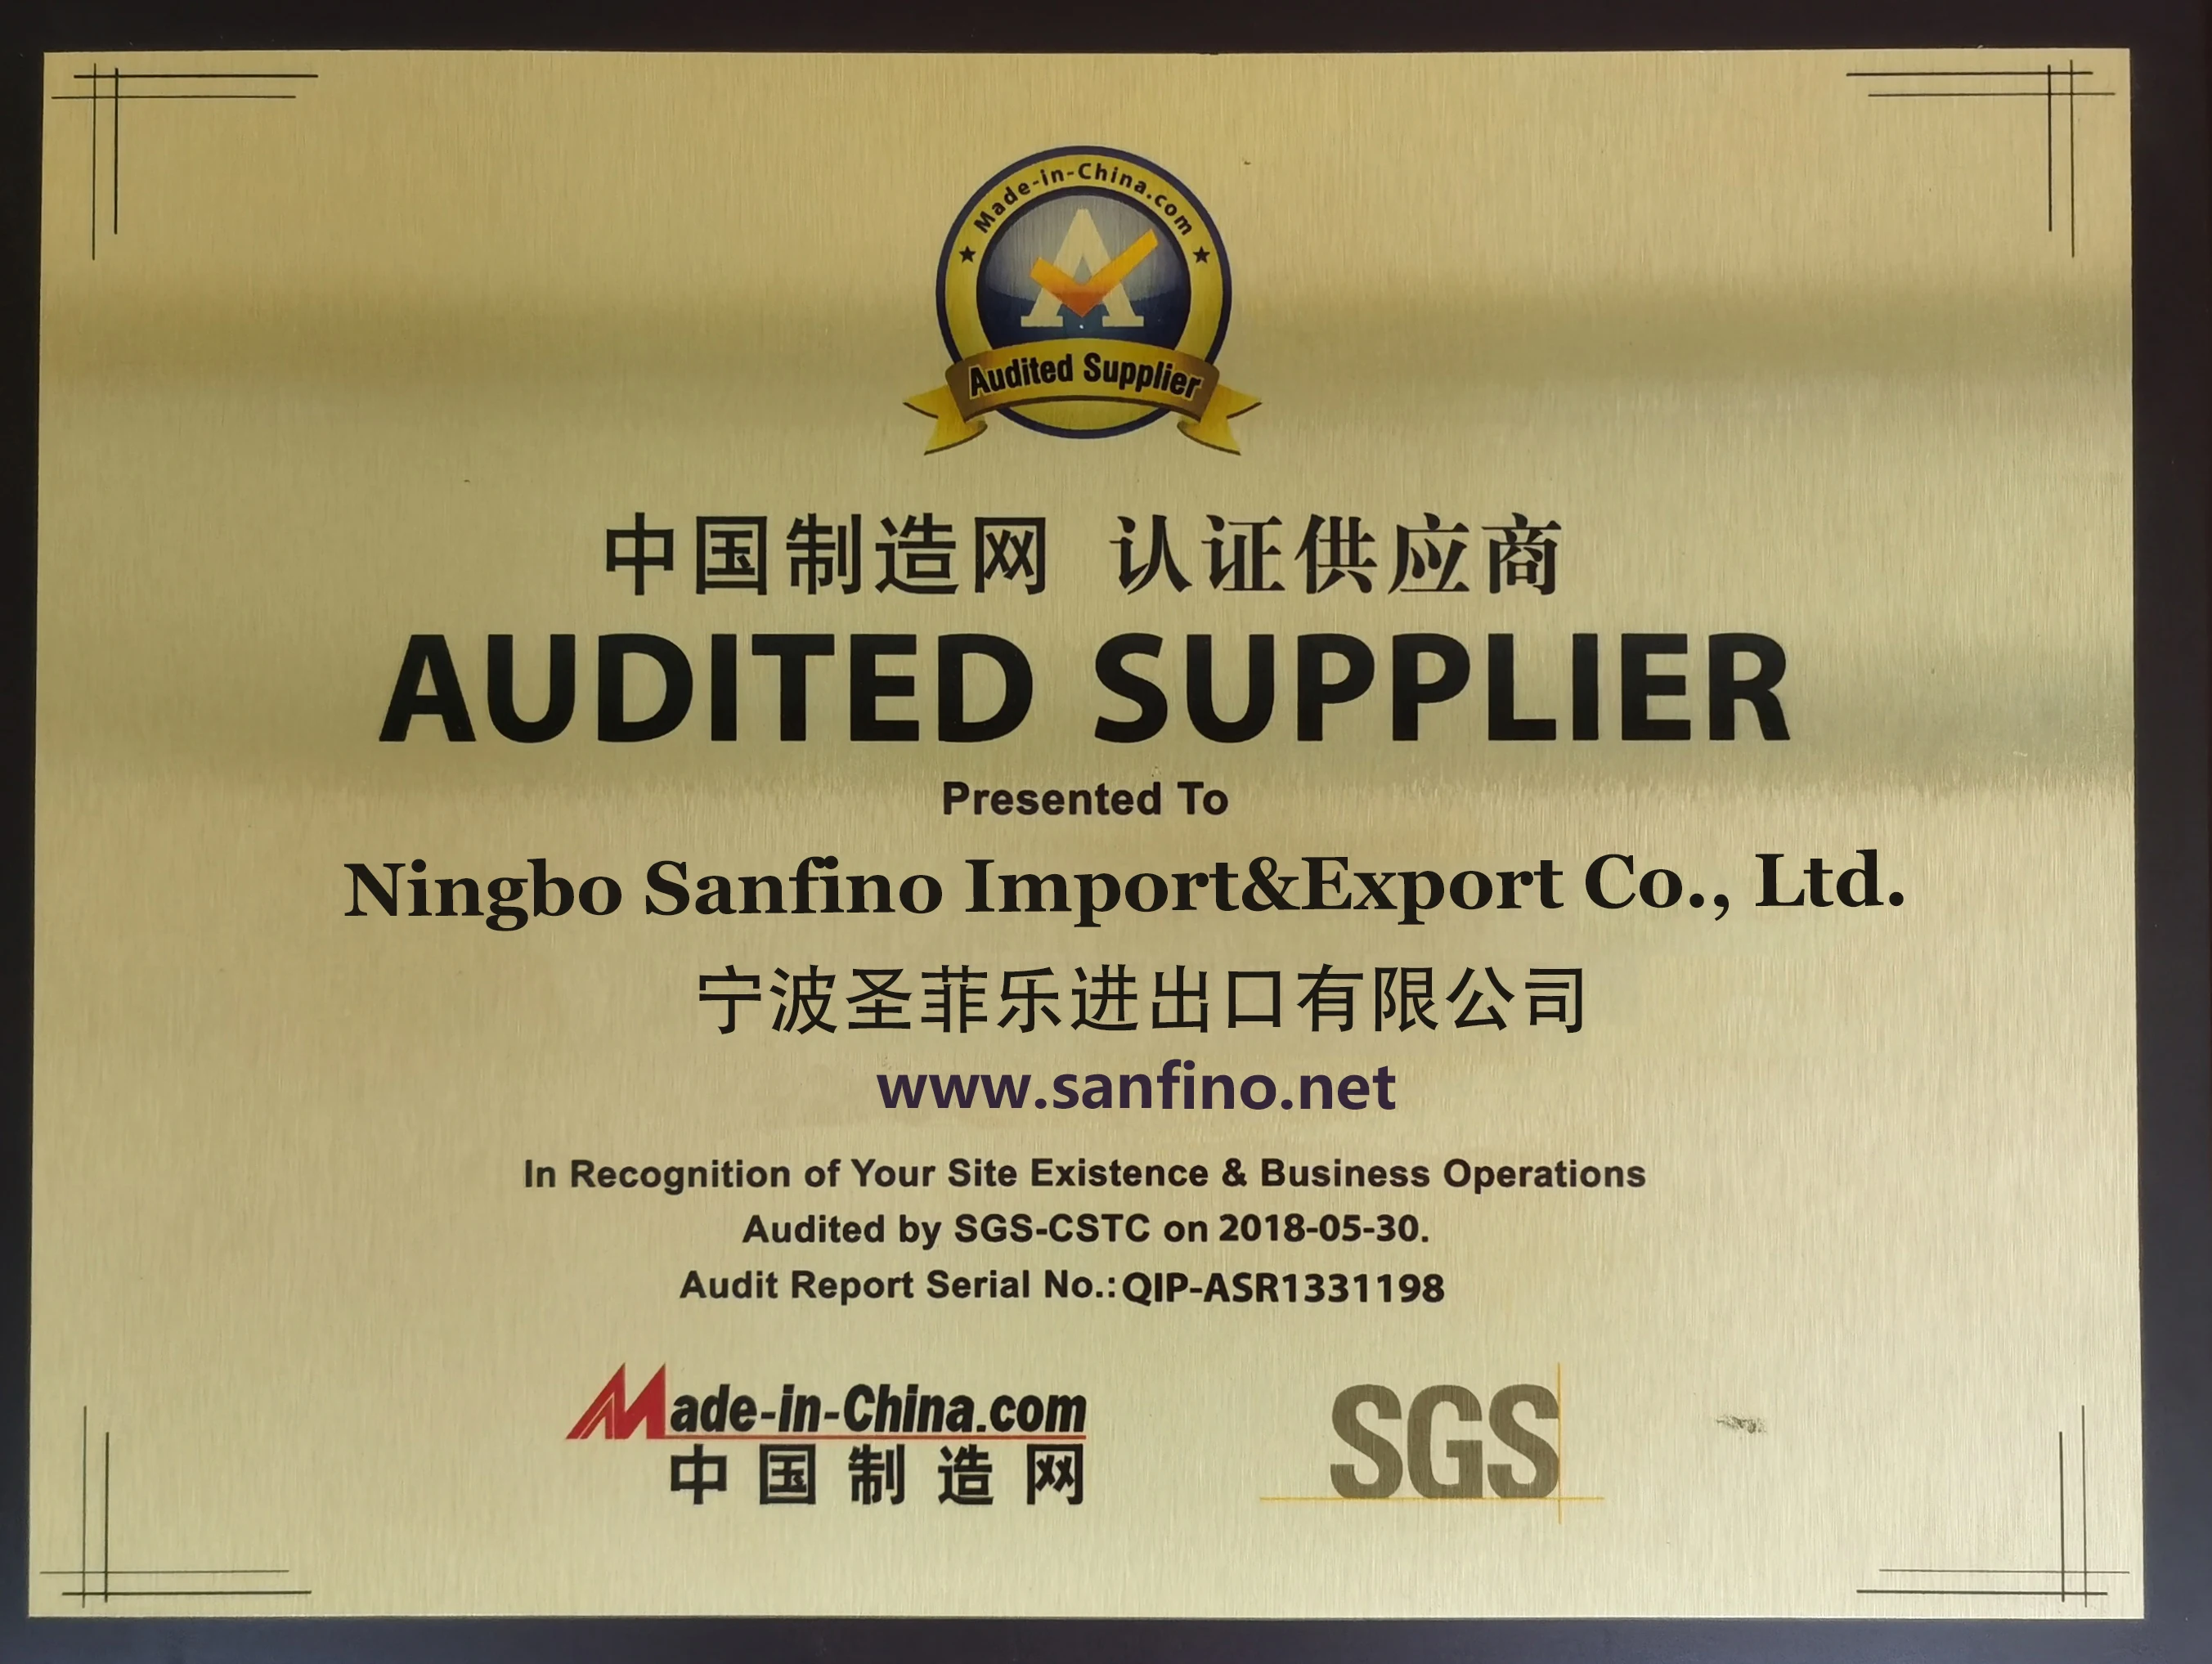 Made-in-China.com
Audited Supplier
中国制造网 认证供应商
AUDITED SUPPLIER
Presented To
Ningbo Sanfino Import&Export Co., Ltd.
宁波圣菲乐进出口有限公司
www.sanfino.net
In Recognition of Your Site Existence & Business Operations
Audited by SGS-CSTC on 2018-05-30.
Audit Report Serial No.:QIP-ASR1331198
Made-in-China.com
中国制造网
SGS